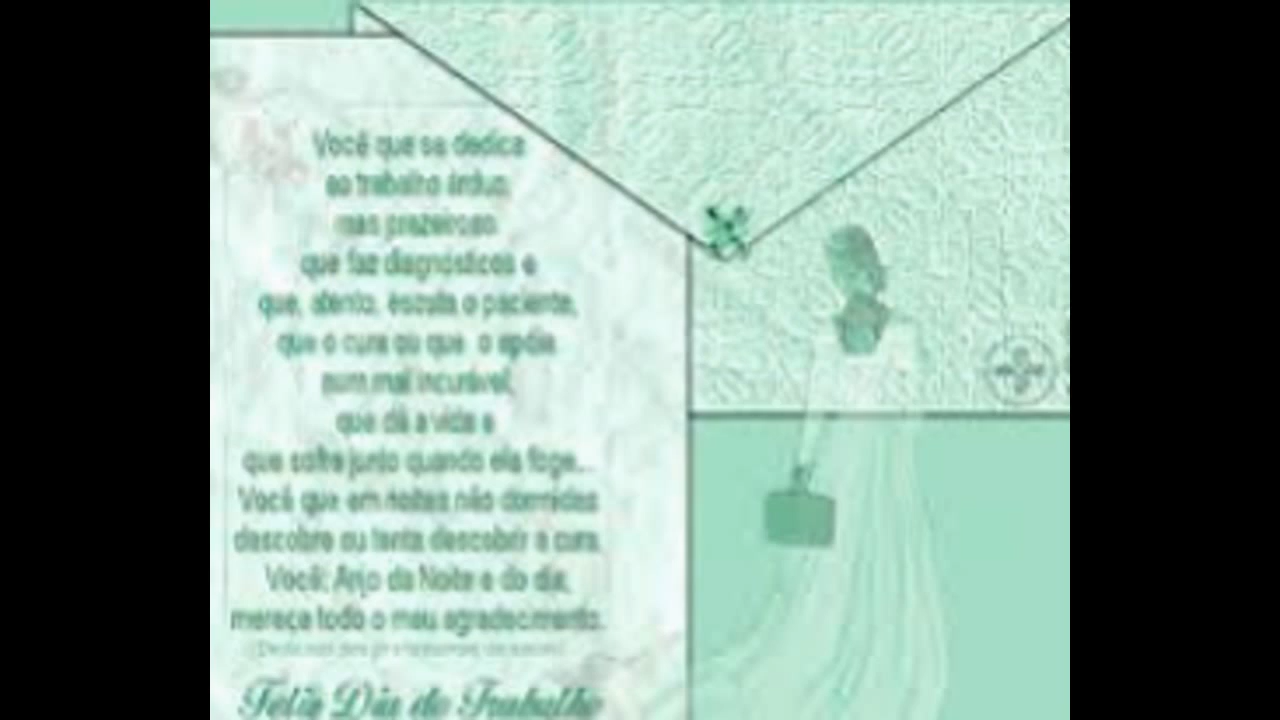 Você que se dedica
ao trabalho árduo,
mas prazeiroso
que faz diagnósticos e
que, atento, escuta o paciente,
que o cura ou que o apóia
num mal incurável,
que dá a vida e
que sofre junto quando ela foge...
Você que em noites não dormidas
descobre ou tenta descobrir a cura.
Você: Anjo da Noite e do dia,
mereça todo o meu agradecimento.
Feliz Dia do Trabalho